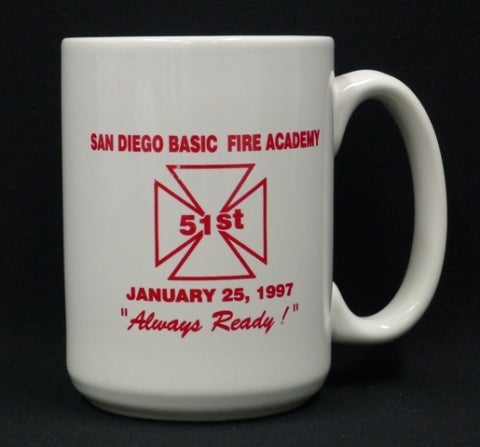 SAN DIEGO BASIC FIRE ACADEMY
51st
JANUARY 25, 1997
"Always Ready!"